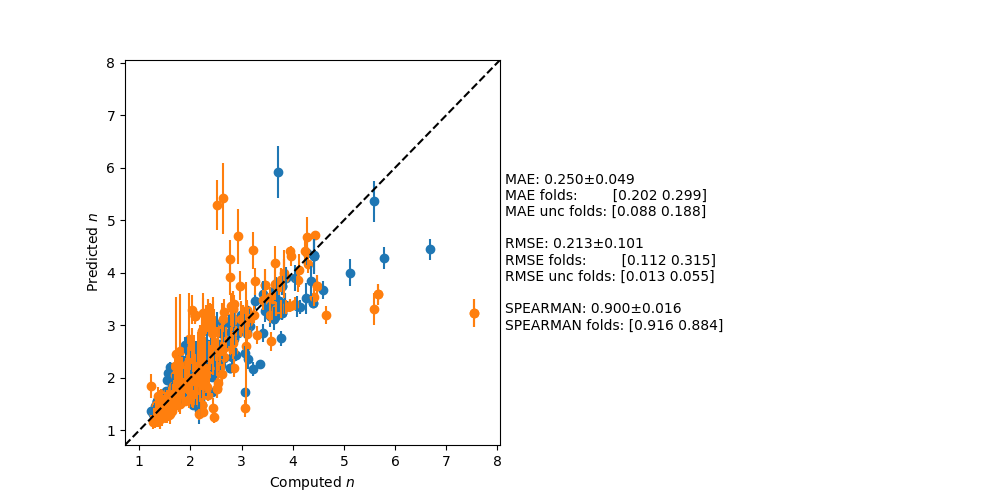 8
7
6
5
4
3
2
1
Predicted n
1 2 3 4 5 6 7 8
Computed n
MAE: 0.250±0.049
MAE folds: [0.202 0.299]
MAE unc folds: [0.088 0.188]
RMSE: 0.213±0.101
RMSE folds: [0.112 0.315]
RMSE unc folds: [0.013 0.055]
SPEARMAN: 0.900±0.016
SPEARMAN folds: [0.916 0.884]